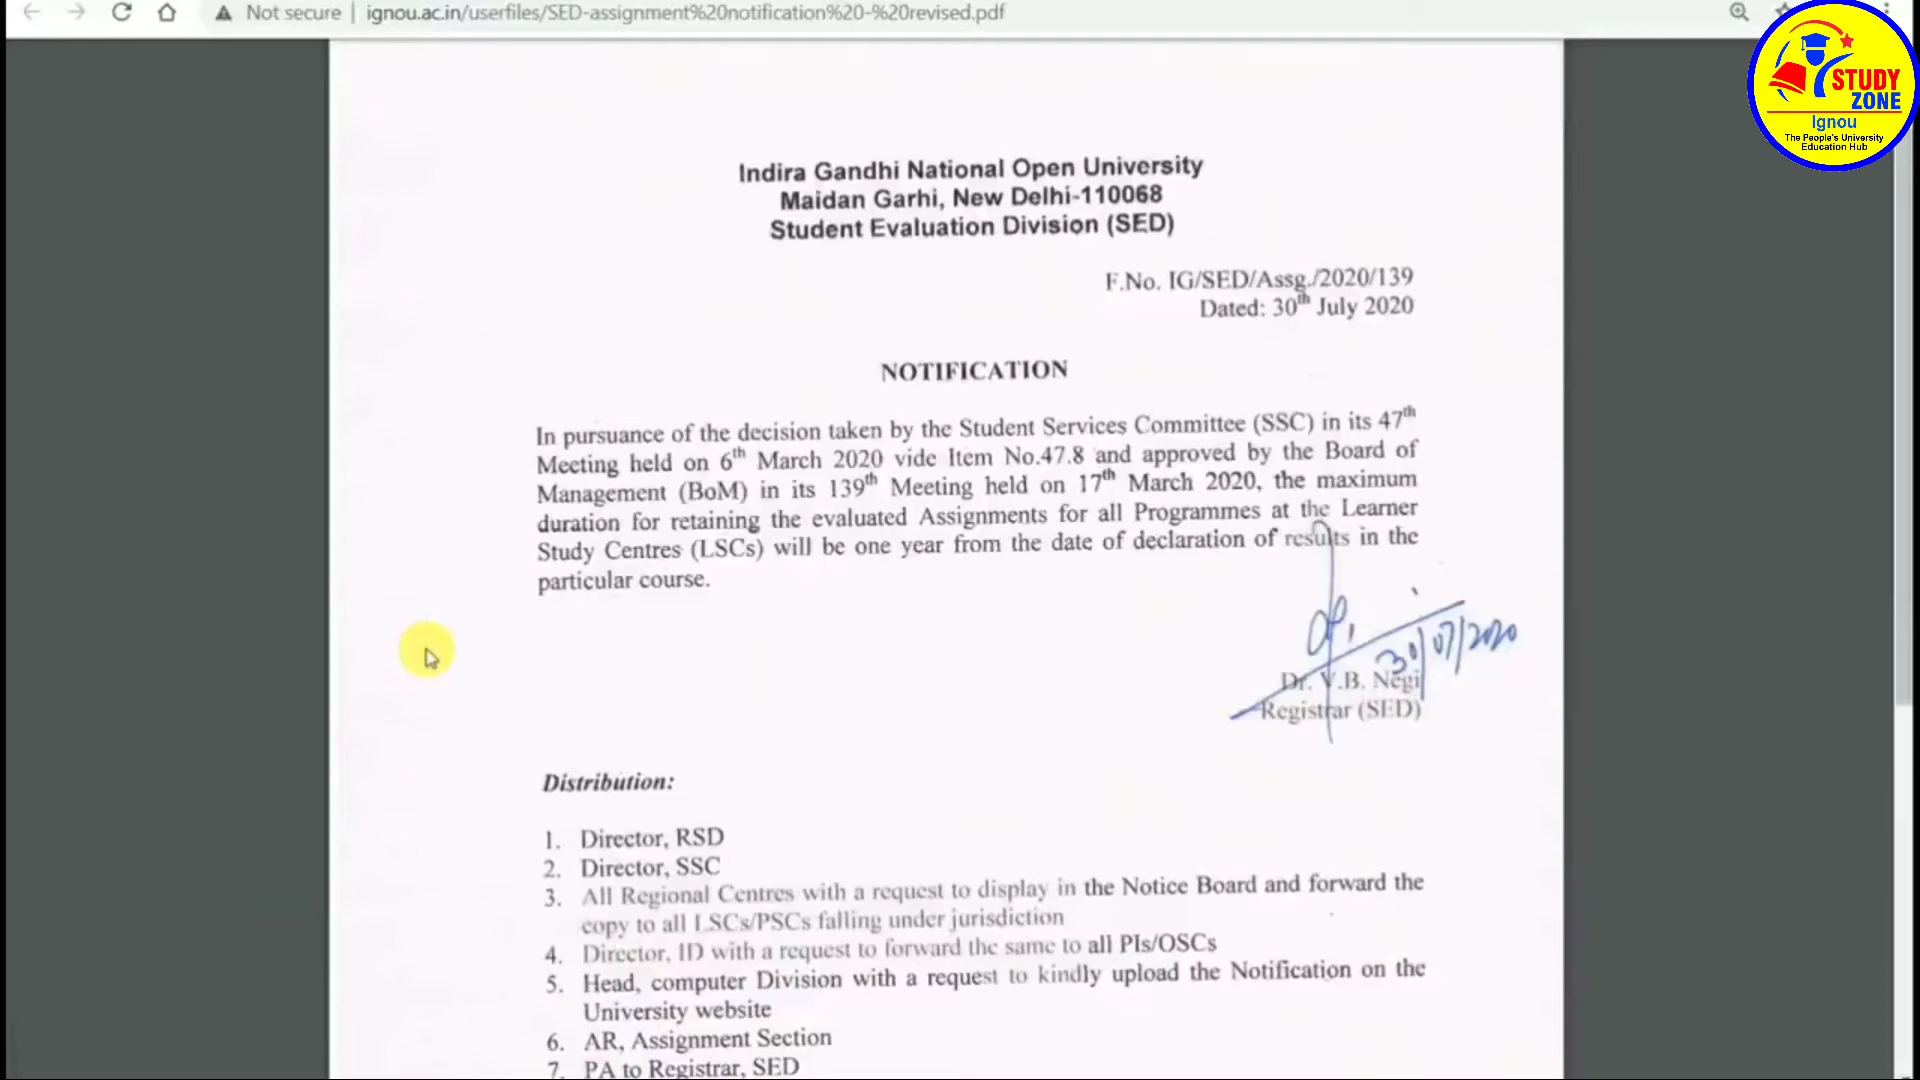 Not secure | ignou.ac.in/userfiles/SED-assignment%20notification%20-%20revised.pdf
STUDY
ZONE
Ignou
The People's University
Education Hub
Indira Gandhi National Open University
Maidan Garhi, New Delhi-110068
Student Evaluation Division (SED)
F.No. IG/SED/Assg./2020/139
Dated: 30th July 2020
NOTIFICATION
In pursuance of the decision taken by the Student Services Committee (SSC) in its 47th
Meeting held on 6th March 2020 vide Item No.47.8 and approved by the Board of
Management (BoM) in its 139th Meeting held on 17th March 2020, the maximum
duration for retaining the evaluated Assignments for all Programmes at the Learner
Study Centres (LSCs) will be one year from the date of declaration of results in the
particular course.
30/07/2020
Dr. V.B. Negi
Registrar (SED)
Distribution:
1. Director, RSD
2. Director, SSC
3. All Regional Centres with a request to display in the Notice Board and forward the
copy to all LSCs/PSCs falling under jurisdiction
4. Director, ID with a request to forward the same to all PIs/OSCs
5. Head, computer Division with a request to kindly upload the Notification on the
University website
6. AR, Assignment Section
7. PA to Registrar, SED